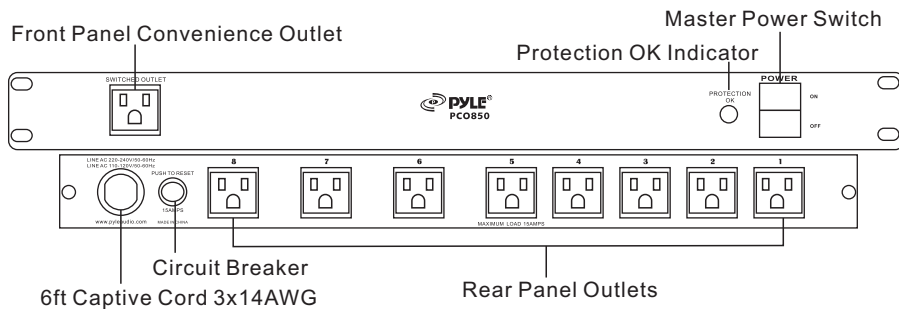 Master Power Switch
Front Panel Convenience Outlet
Protection OK Indicator
SWITCHED OUTLET
POWER
PROTECTION
OK
ON
OFF
PYLE®
PCO850
LINE AC 220-240V/50-60Hz
LINE AC 110-120V/50-60Hz
PUSH TO RESET
15AMPS
www.pyleaudio.com
MADE IN CHINA
8 7 6 5 4 3 2 1
MAXIMUM LOAD 15AMPS
Circuit Breaker
6ft Captive Cord 3x14AWG
Rear Panel Outlets